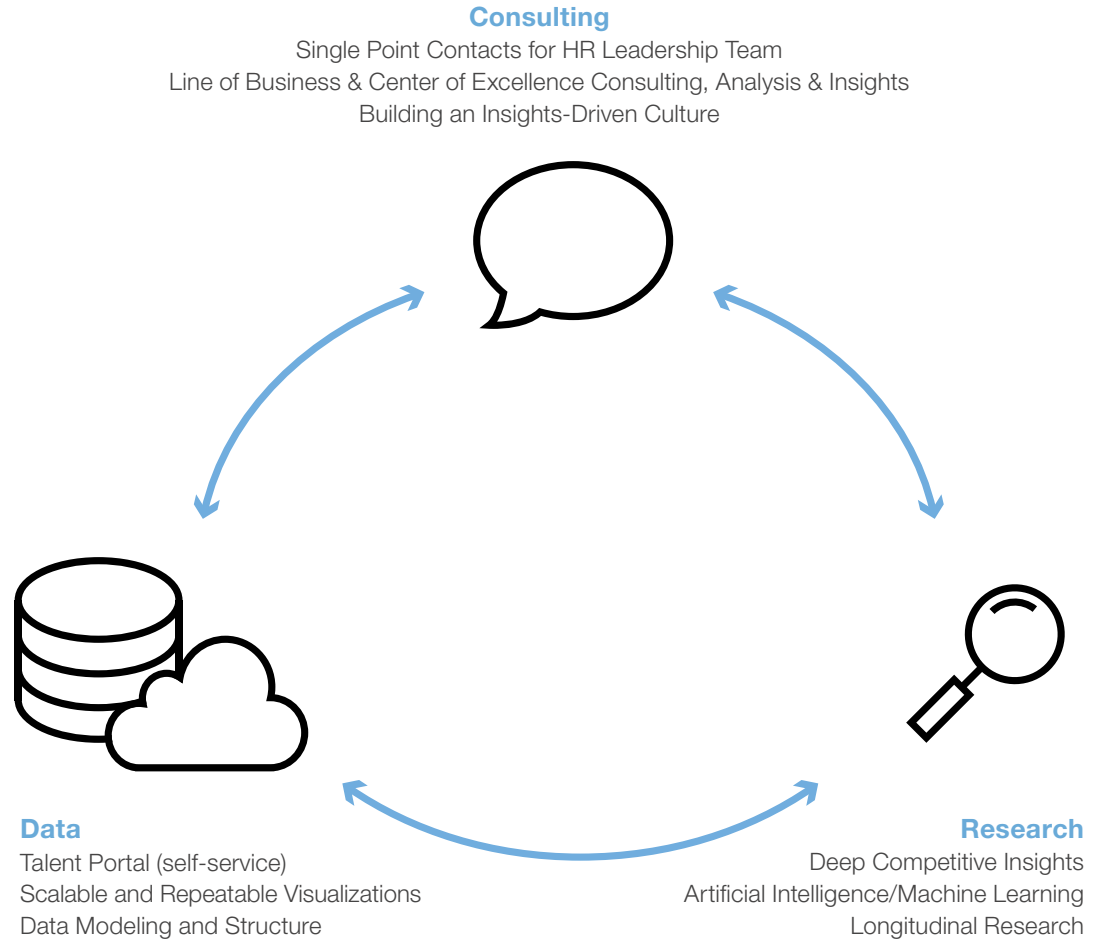 Consulting
Single Point Contacts for HR Leadership Team
Line of Business & Center of Excellence Consulting, Analysis & Insights
Building an Insights-Driven Culture
Data
Talent Portal (self-service)
Scalable and Repeatable Visualizations
Data Modeling and Structure
Research
Deep Competitive Insights
Artificial Intelligence/Machine Learning
Longitudinal Research